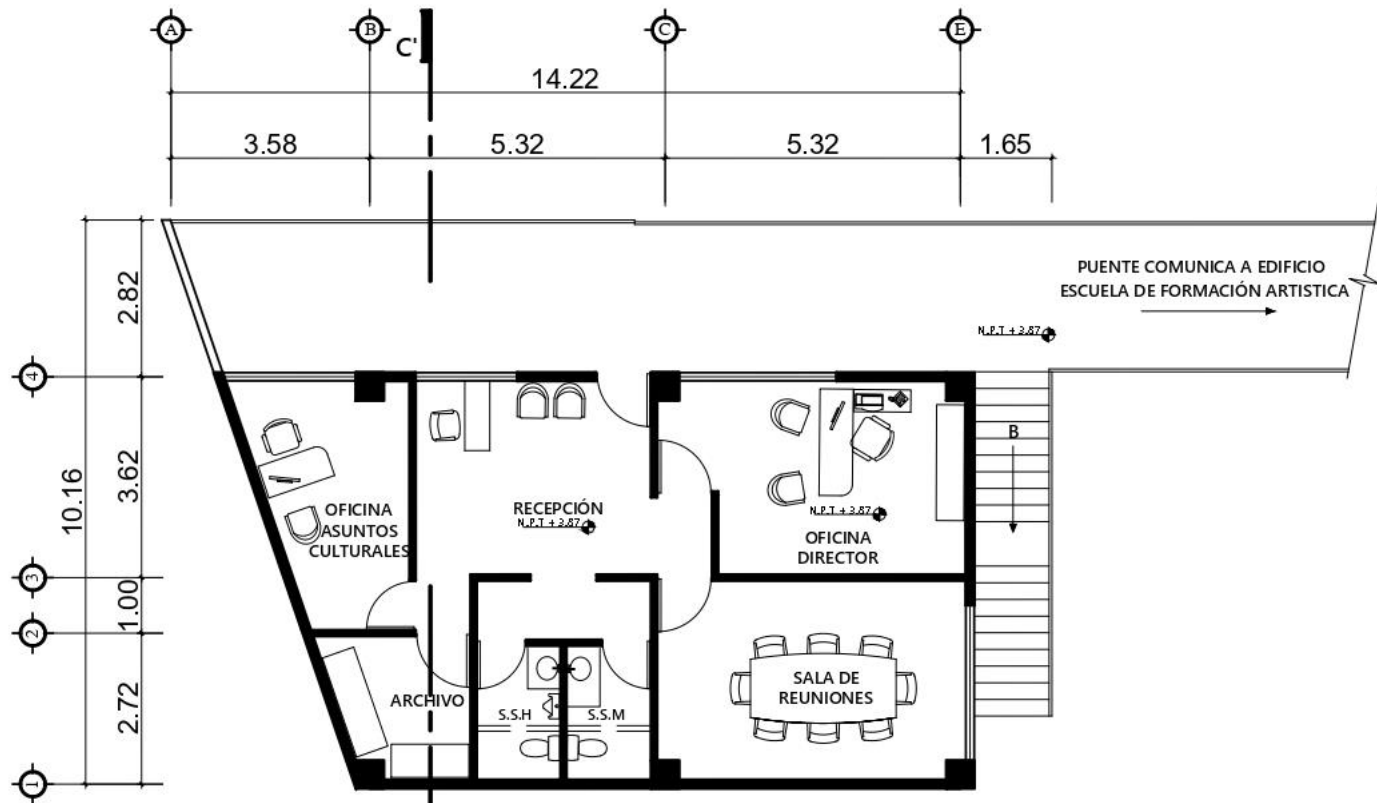 A
B
C
E
C'
14.22
3.58
5.32
5.32
1.65
10.16
2.82
3.62
1.00
2.72
4
3
2
1
PUENTE COMUNICA A EDIFICIO
ESCUELA DE FORMACIÓN ARTISTICA
N.P.T + 3.87
B
RECEPCIÓN
N.P.T + 3.87
OFICINA
ASUNTOS
CULTURALES
N.P.T + 3.87
OFICINA
DIRECTOR
ARCHIVO
S.S.H
S.S.M
SALA DE
REUNIONES